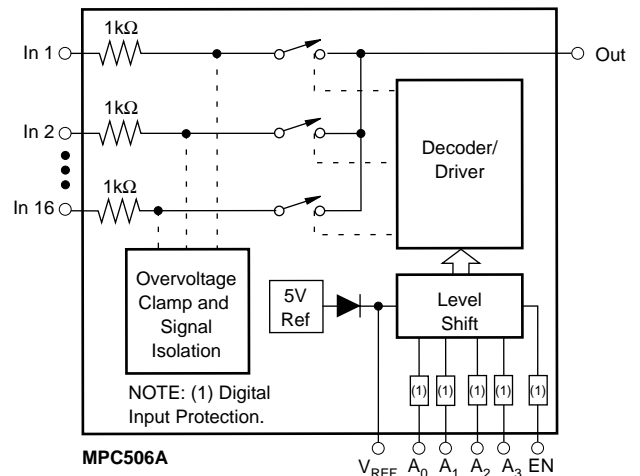 1kΩ
In 1
Out
1kΩ
In 2
Decoder/
Driver
1kΩ
In 16
Overvoltage
Clamp and
Signal
Isolation
5V
Ref
Level
Shift
NOTE: (1) Digital
Input Protection.
(1) (1) (1) (1) (1)
MPC506A
VREF A0 A1 A2 A3 EN